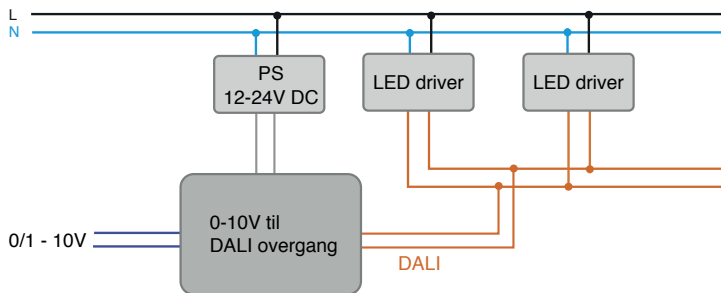 L
N
PS
12-24V DC
LED driver
LED driver
0-10V til
DALI overgang
0/1 - 10V
DALI